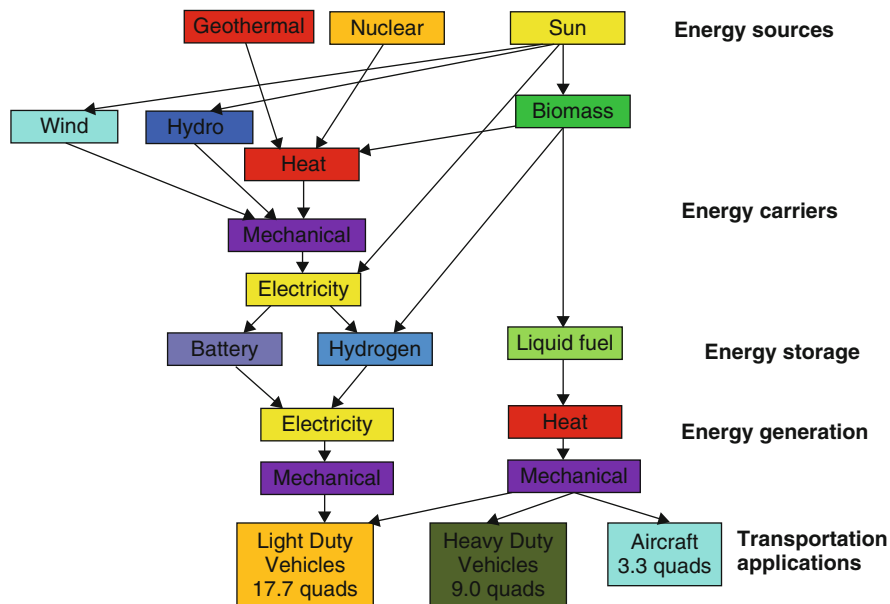 Geothermal
Nuclear
Sun
Energy sources
Wind
Hydro
Biomass
Heat
Energy carriers
Mechanical
Electricity
Battery
Hydrogen
Liquid fuel
Energy storage
Electricity
Heat
Energy generation
Mechanical
Mechanical
Light Duty
Vehicles
17.7 quads
Heavy Duty
Vehicles
9.0 quads
Aircraft
3.3 quads
Transportation
applications